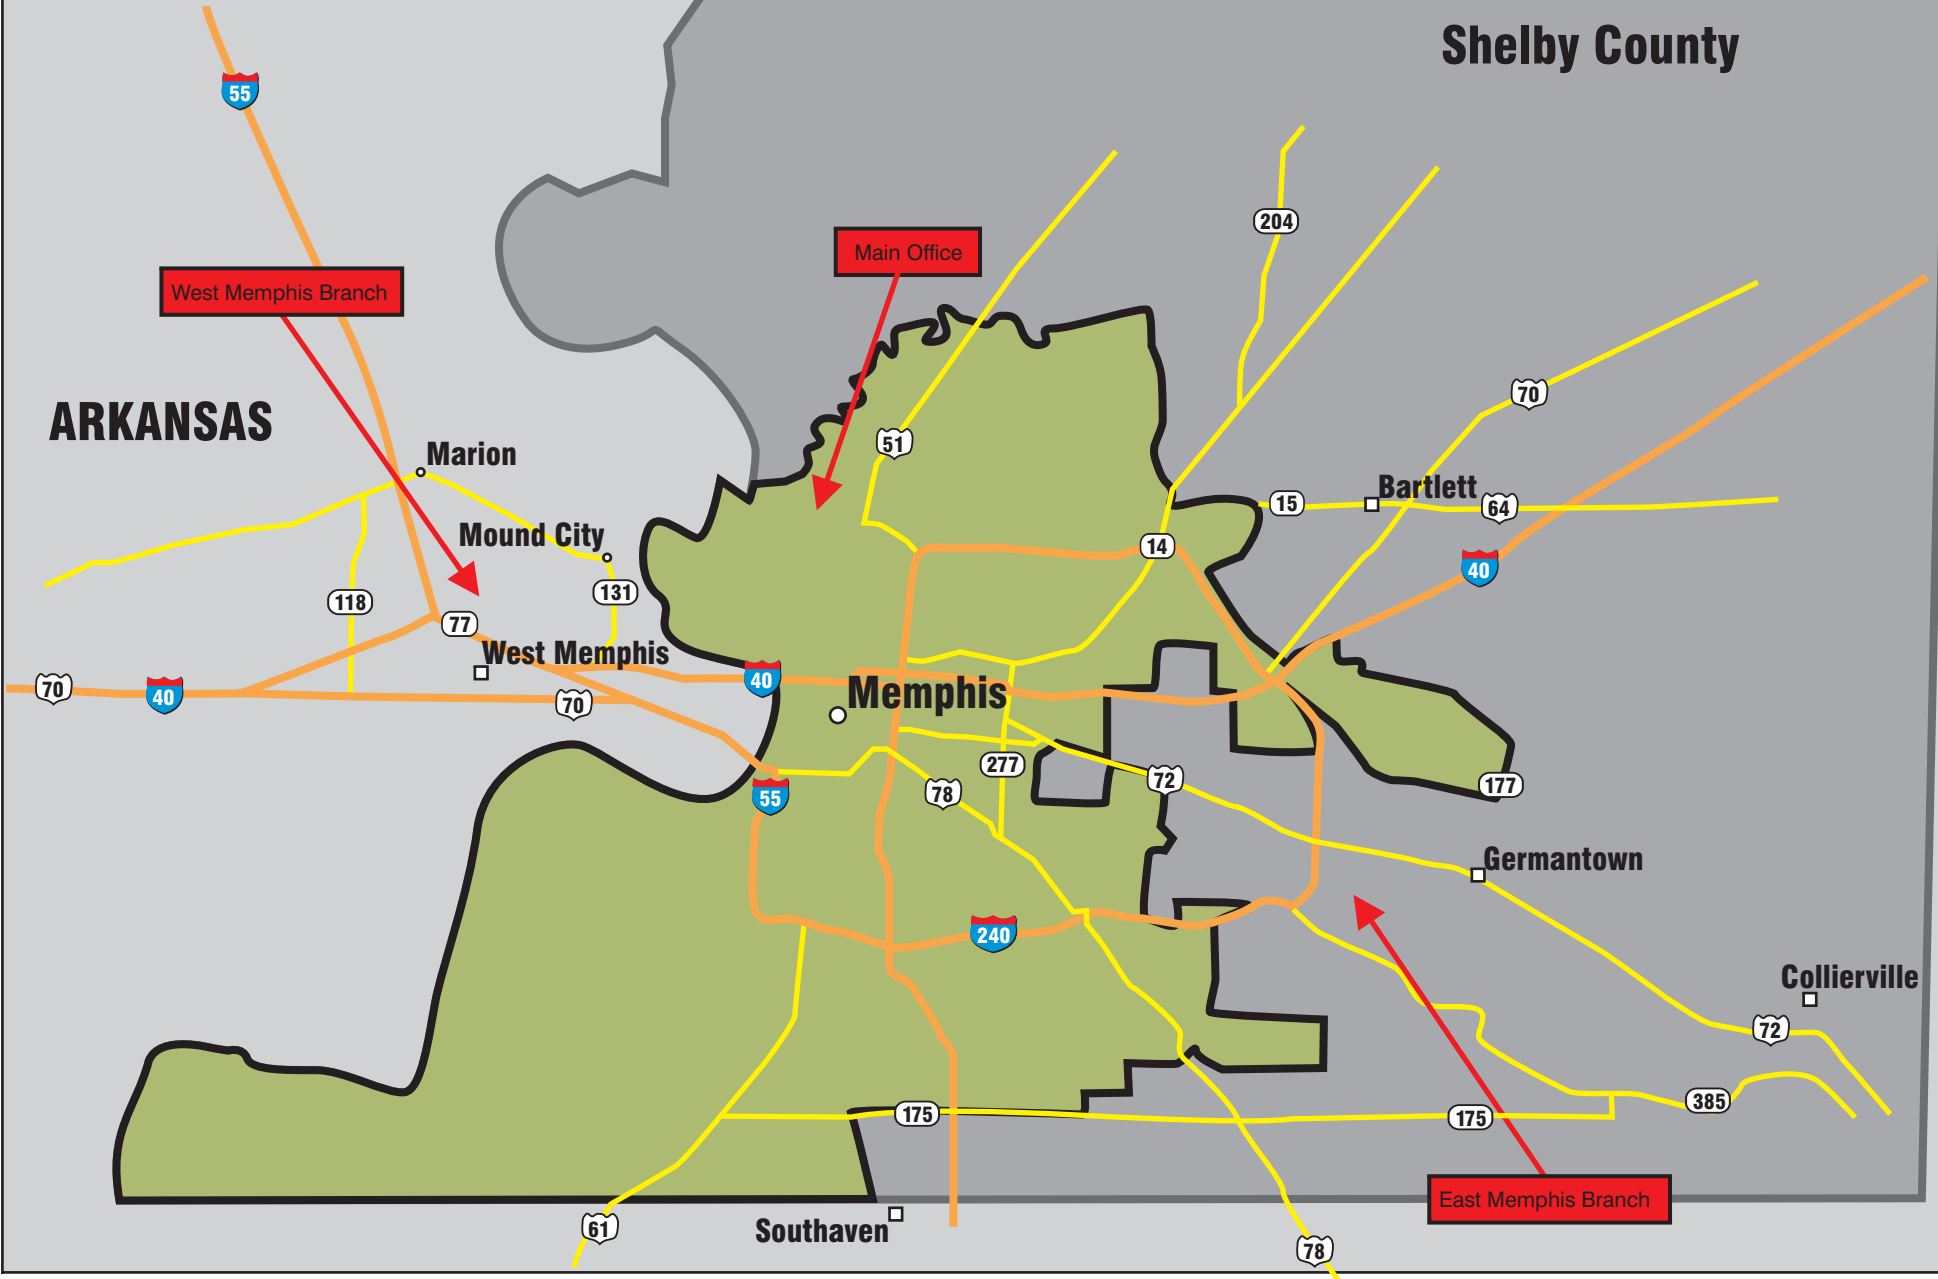 Shelby County
55
204
Main Office
West Memphis Branch
70
ARKANSAS
51
Marion
Bartlett
15
64
Mound City
14
40
131
118
77
West Memphis
70
40
40
Memphis
70
277
72
177
78
55
Germantown
240
Collierville
72
385
175
175
East Memphis Branch
Southaven
61
78